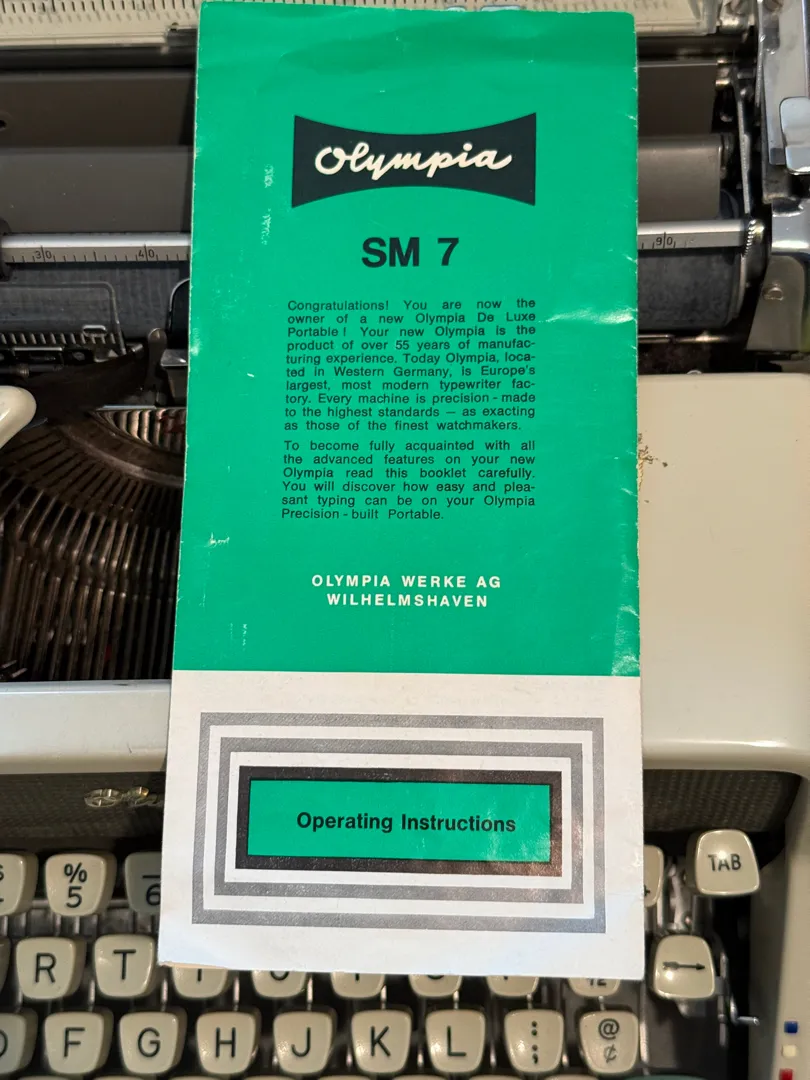 30 40 90
Olympia
SM 7
Congratulations! You are now the
owner of a new Olympia De Luxe
Portable! Your new Olympia is the
product of over 55 years of manufac-
turing experience. Today Olympia, loca-
ted in Western Germany, is Europe's
largest, most modern typewriter fac-
tory. Every machine is precision - made
to the highest standards — as exacting
as those of the finest watchmakers.
To become fully acquainted with all
the advanced features on your new
Olympia read this booklet carefully.
You will discover how easy and plea-
sant typing can be on your Olympia
Precision - built Portable.
OLYMPIA WERKE AG
WILHELMSHAVEN
Operating Instructions
% 5 6 TAB
R T
F G H J K L : ; @ ¢